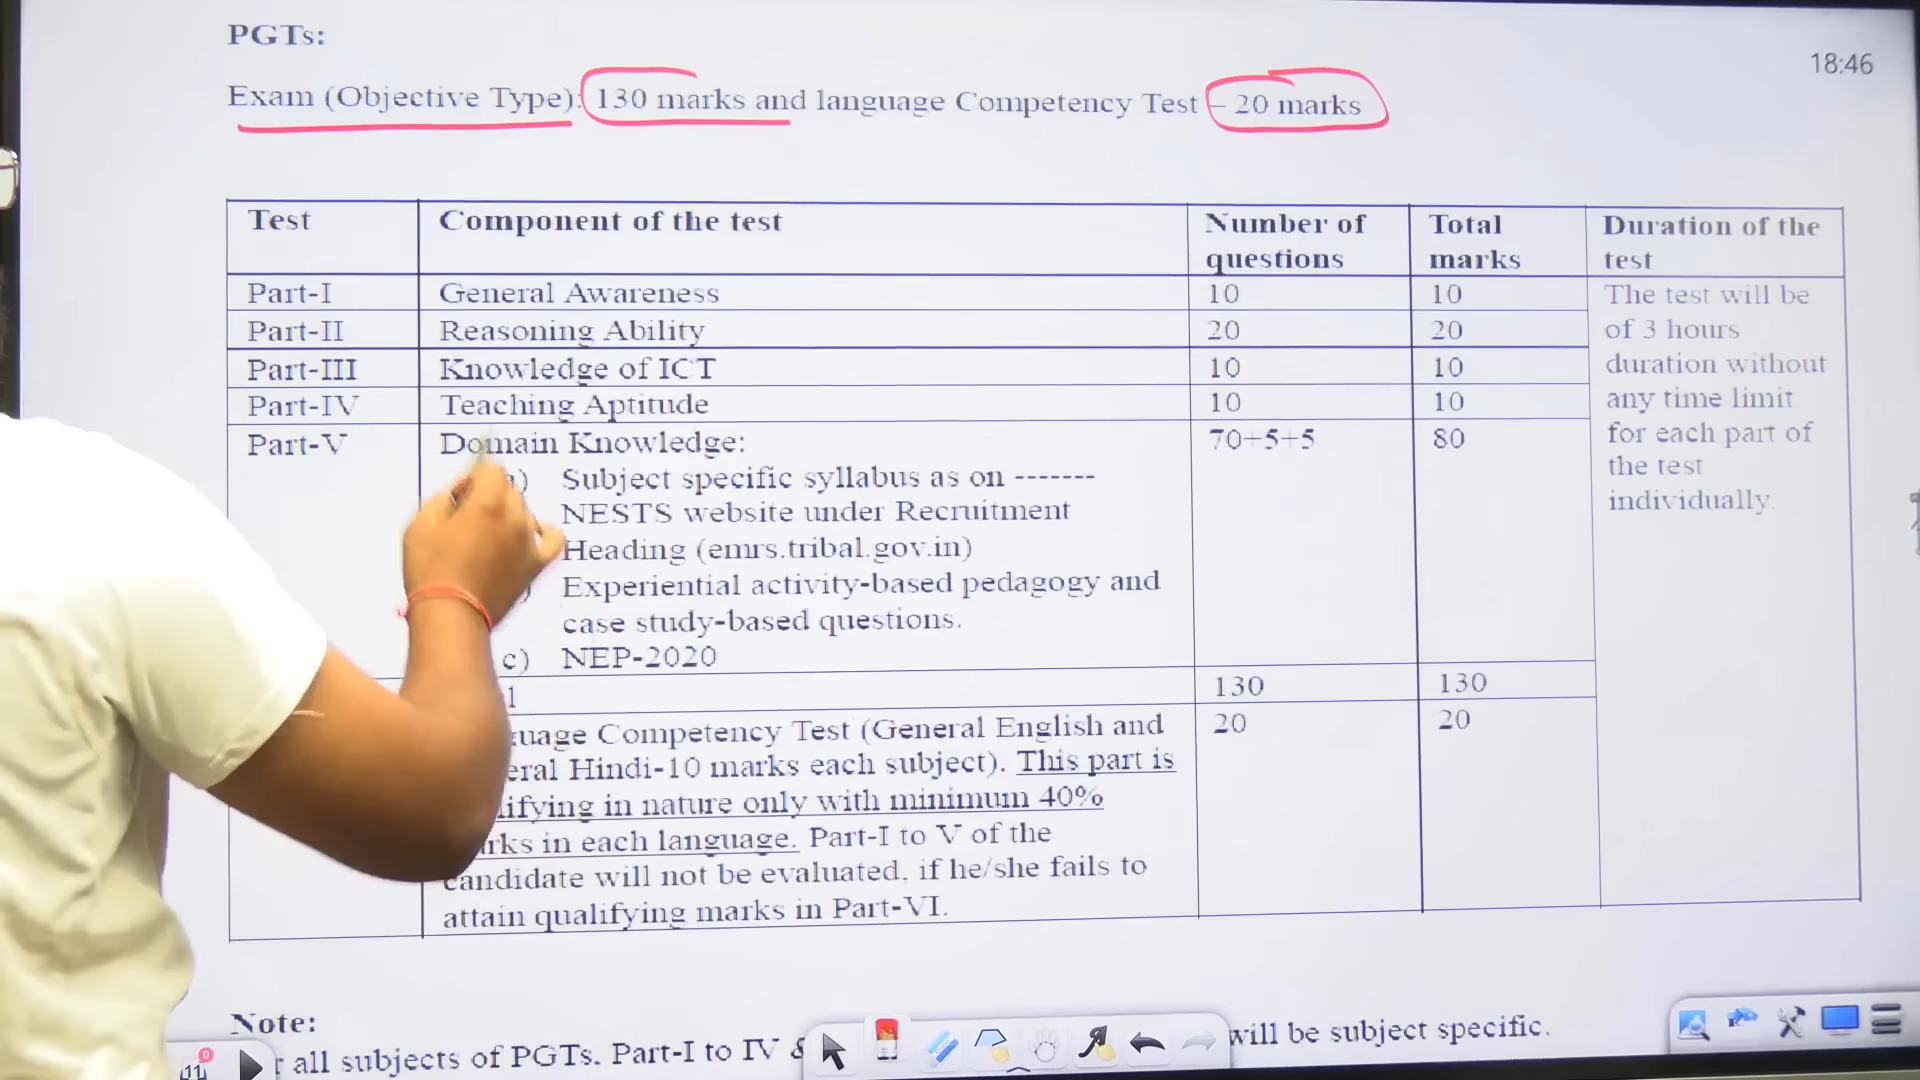 PGTs:
18:46
Exam (Objective Type): 130 marks and language Competency Test – 20 marks
Test Component of the test Number of questions Total marks Duration of the test
Part-I General Awareness 10 10
Part-II Reasoning Ability 20 20
Part-III Knowledge of ICT 10 10
Part-IV Teaching Aptitude 10 10
The test will be
of 3 hours
duration without
any time limit
for each part of
the test
individually.
Part-V Domain Knowledge: 70+5+5 80
Subject specific syllabus as on -------
NESTS website under Recruitment
Heading (emrs.tribal.gov.in)
Experiential activity-based pedagogy and
case study-based questions.
c) NEP-2020
130 130
Competency Test (General English and 20 20
Hindi-10 marks each subject). This part is
in nature only with minimum 40%
in each language. Part-I to V of the
candidate will not be evaluated, if he/she fails to
attain qualifying marks in Part-VI.
Note:
all subjects of PGTs. Part-I to IV & will be subject specific.
0
11